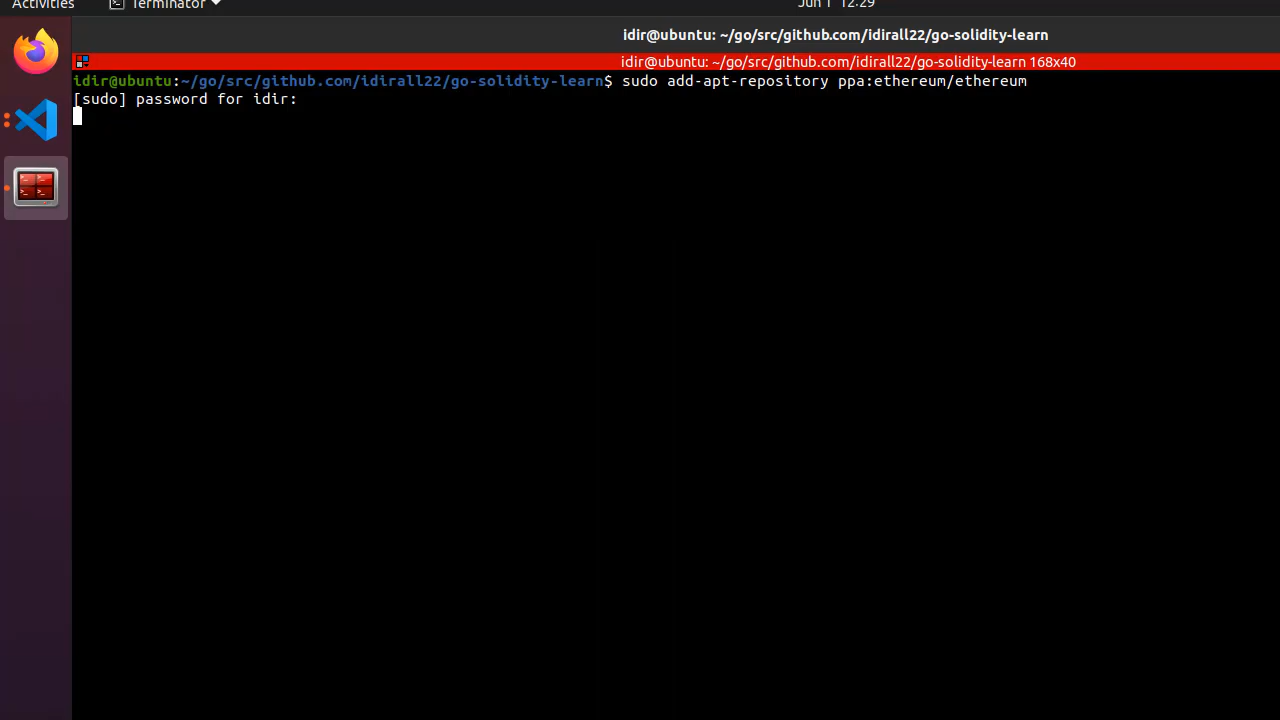 Activities Terminator Jun 1 12:29
idir@ubuntu: ~/go/src/github.com/idirall22/go-solidity-learn
idir@ubuntu: ~/go/src/github.com/idirall22/go-solidity-learn 168x40
idir@ubuntu:~/go/src/github.com/idirall22/go-solidity-learn$ sudo add-apt-repository ppa:ethereum/ethereum
[sudo] password for idir: